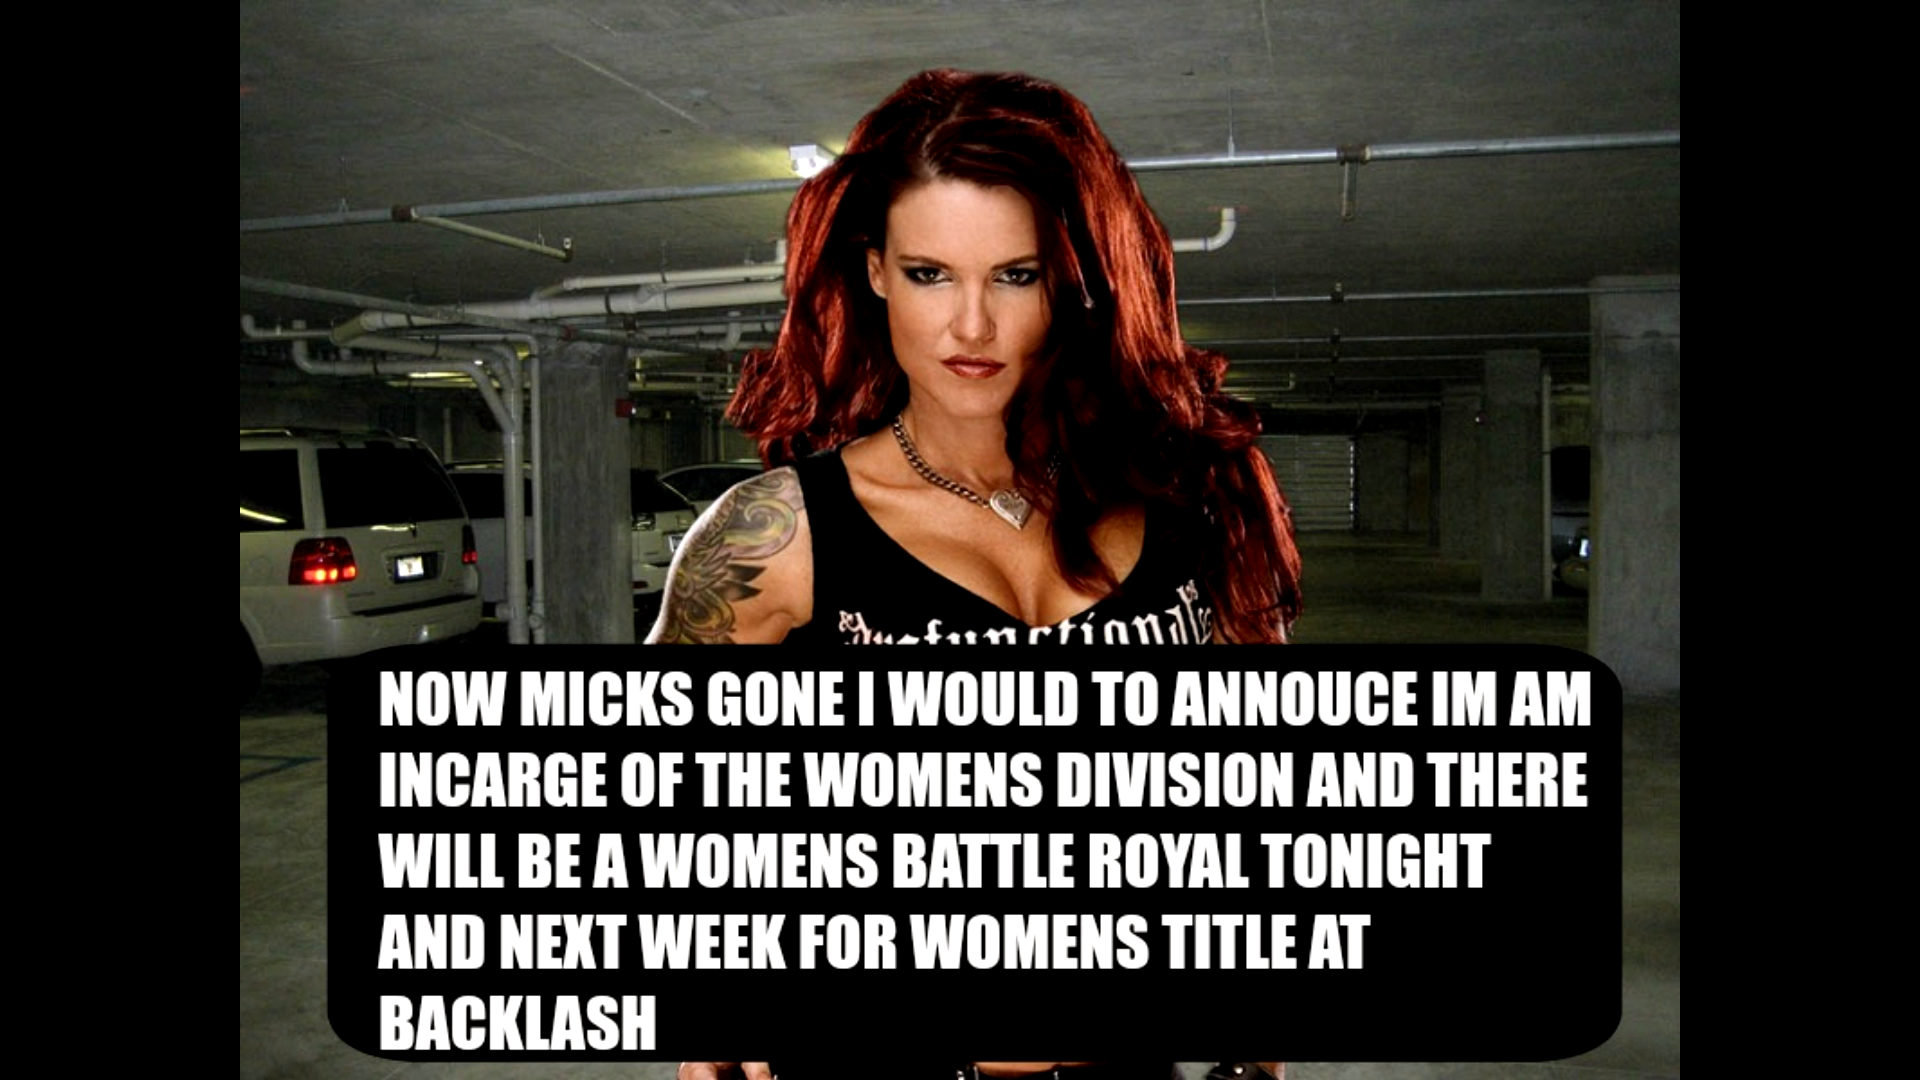 Dysfunctional
NOW MICKS GONE I WOULD TO ANNOUCE IM AM
INCARGE OF THE WOMENS DIVISION AND THERE
WILL BE A WOMENS BATTLE ROYAL TONIGHT
AND NEXT WEEK FOR WOMENS TITLE AT
BACKLASH